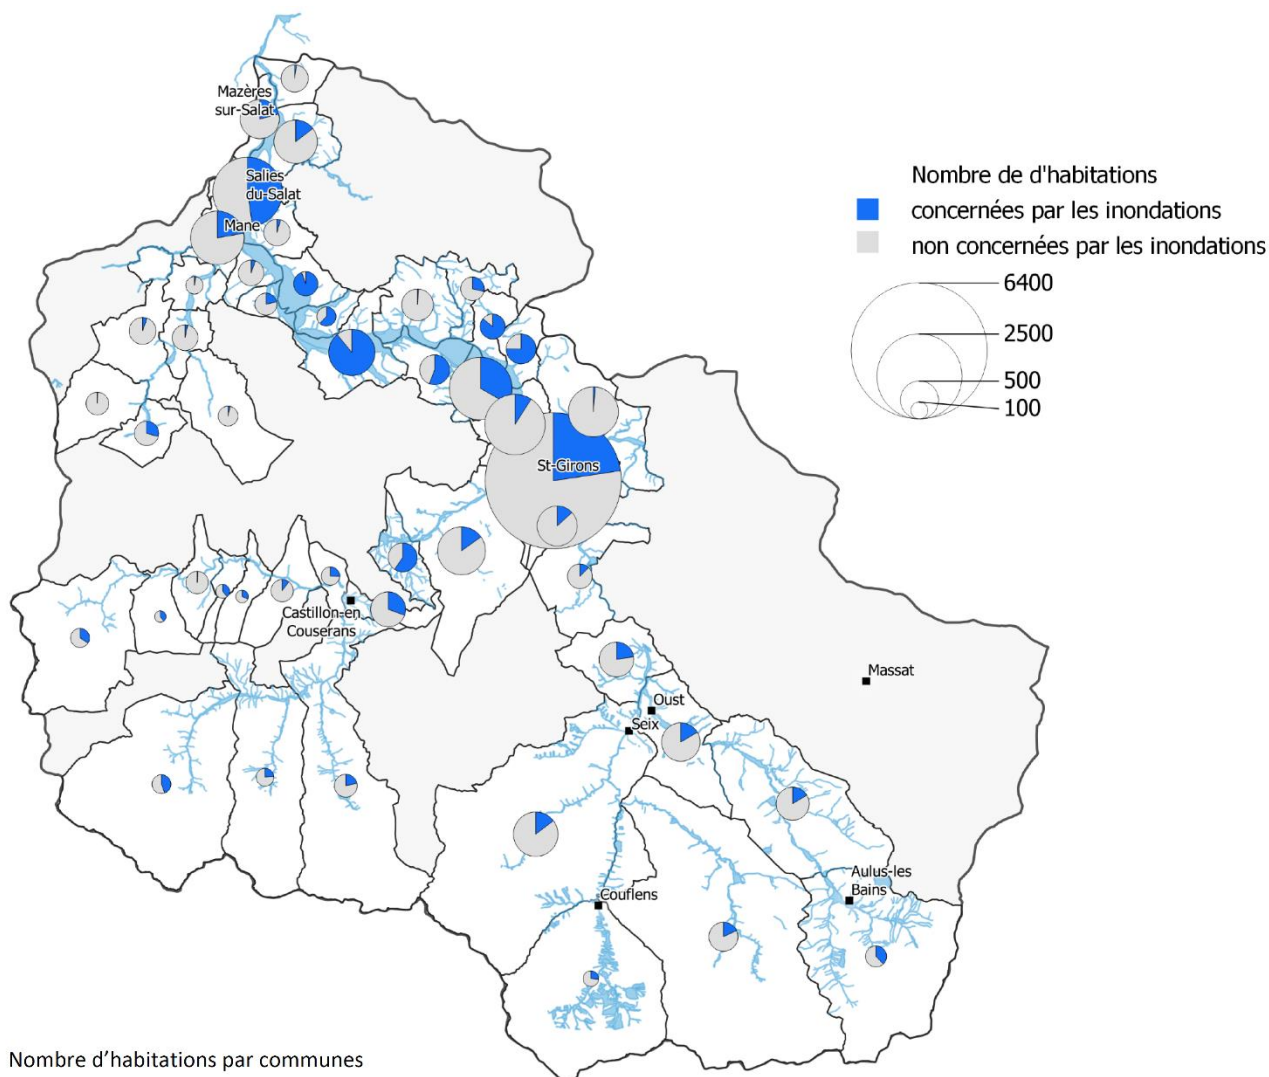 Mazères
sur-Salat
Salies
du-Salat
Mane
Nombre de d'habitations
concernées par les inondations
non concernées par les inondations
6400
2500
500
100
St-Girons
Castillon-en
Couserans
Massat
Oust
Seix
Aulus-les
Bains
Couflens
Nombre d’habitations par communes